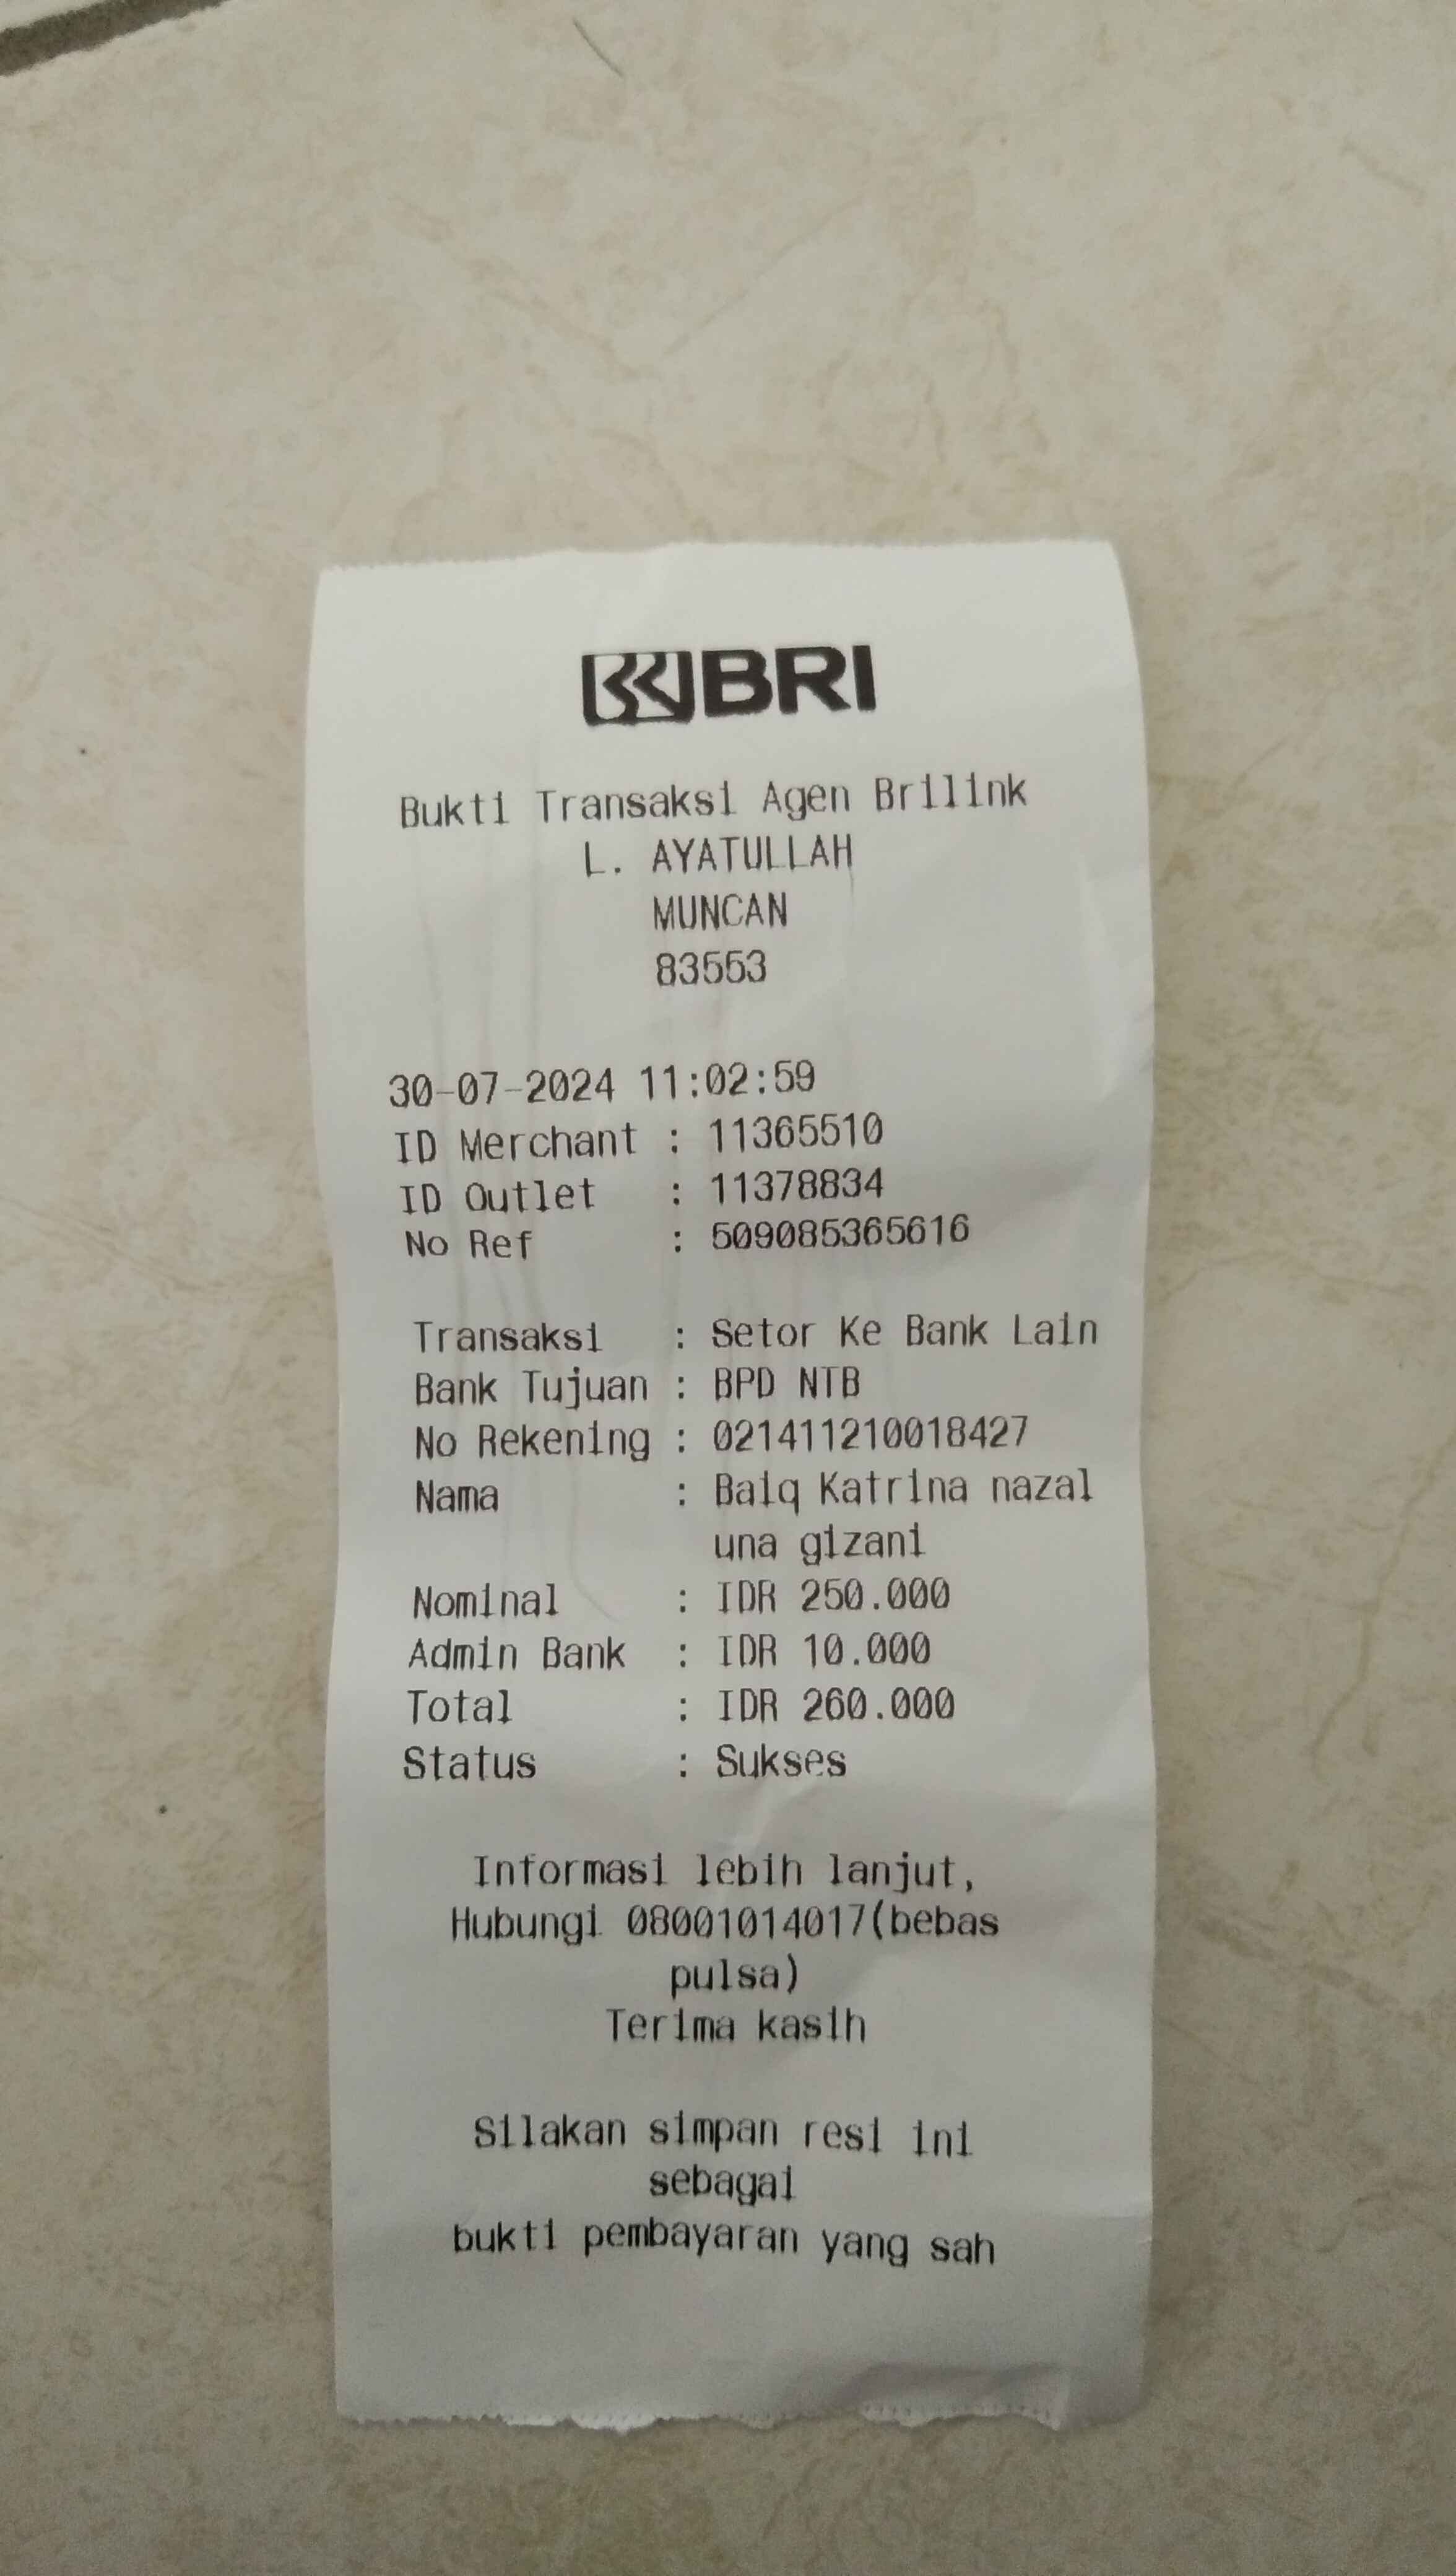 BRI
Bukti Transaksi Agen Brilink
L. AYATULLAH
MUNCAN
83553
30-07-2024 11:02:59
ID Merchant : 11365510
ID Outlet : 11378834
No Ref : 509085365616
Transaksi : Setor Ke Bank Lain
Bank Tujuan : BPD NTB
No Rekening : 021411210018427
Nama : Baiq Katrina nazal
una gizani
Nominal : IDR 250.000
Admin Bank : IDR 10.000
Total : IDR 260.000
Status : Sukses
Informasi lebih lanjut,
Hubungi 08001014017(bebas
pulsa)
Terima kasih
Silakan simpan resi ini
sebagai
bukti pembayaran yang sah